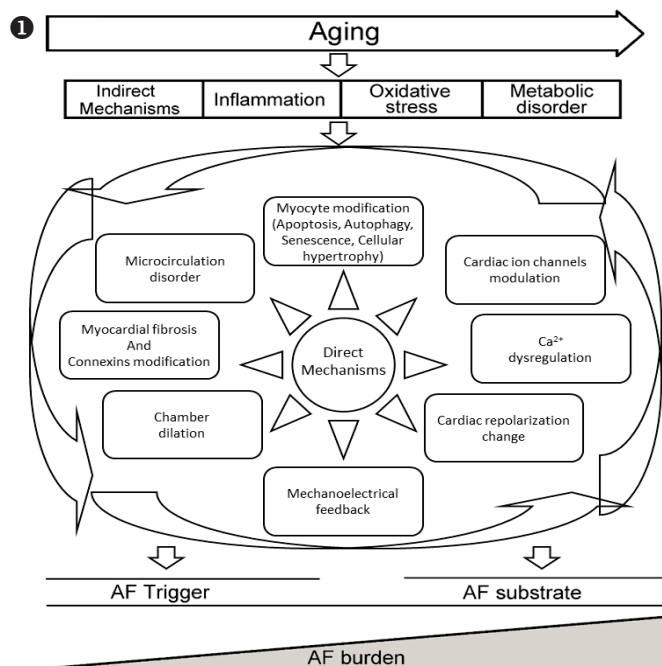 ❶
Aging
Indirect
Mechanisms
Inflammation
Oxidative
stress
Metabolic
disorder
Myocyte modification
(Apoptosis, Autophagy,
Senescence, Cellular
hypertrophy)
Microcirculation
disorder
Cardiac ion channels
modulation
Myocardial fibrosis
And
Connexins modification
Direct
Mechanisms
Ca²⁺
dysregulation
Chamber
dilation
Cardiac repolarization
change
Mechanoelectrical
feedback
AF Trigger
AF substrate
AF burden